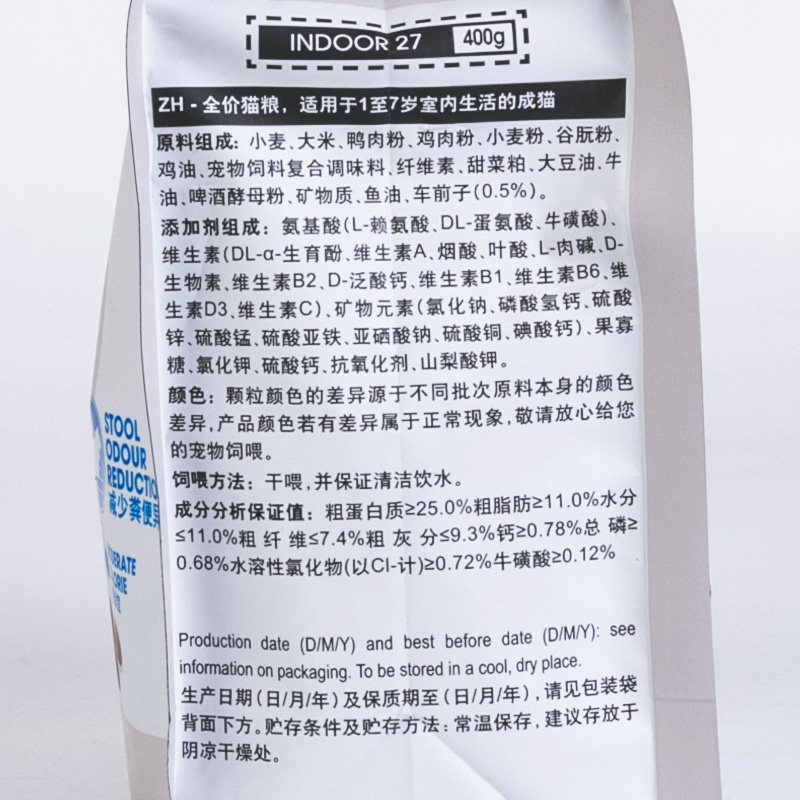 INDOOR 27 400g
ZH - 全价猫粮，适用于1至7岁室内生活的成猫
原料组成：小麦、大米、鸭肉粉、鸡肉粉、小麦粉、谷朊粉、
鸡油、宠物饲料复合调味料、纤维素、甜菜粕、大豆油、牛
油、啤酒酵母粉、矿物质、鱼油、车前子(0.5%)。
添加剂组成：氨基酸(L-赖氨酸、DL-蛋氨酸、牛磺酸)、
维生素(DL-α-生育酚、维生素A、烟酸、叶酸、L-肉碱、D-
生物素、维生素B2、D-泛酸钙、维生素B1、维生素B6、维
生素D3、维生素C)、矿物元素(氯化钠、磷酸氢钙、硫酸
锌、硫酸锰、硫酸亚铁、亚硒酸钠、硫酸铜、碘酸钙)、果寡
糖、氯化钾、硫酸钙、抗氧化剂、山梨酸钾。
颜色：颗粒颜色的差异源于不同批次原料本身的颜色
差异，产品颜色若有差异属于正常现象，敬请放心给您
的宠物饲喂。
饲喂方法：干喂，并保证清洁饮水。
成分分析保证值：粗蛋白质≥25.0%粗脂肪≥11.0%水分
≤11.0%粗 纤 维≤7.4%粗 灰 分≤9.3%钙≥0.78%总 磷≥
0.68%水溶性氯化物(以Cl-计)≥0.72%牛磺酸≥0.12%
Production date (D/M/Y) and best before date (D/M/Y): see
information on packaging. To be stored in a cool, dry place.
生产日期(日/月/年)及保质期至(日/月/年)，请见包装袋
背面下方。贮存条件及贮存方法：常温保存，建议存放于
阴凉干燥处。
STOOL
ODOUR
减少粪便